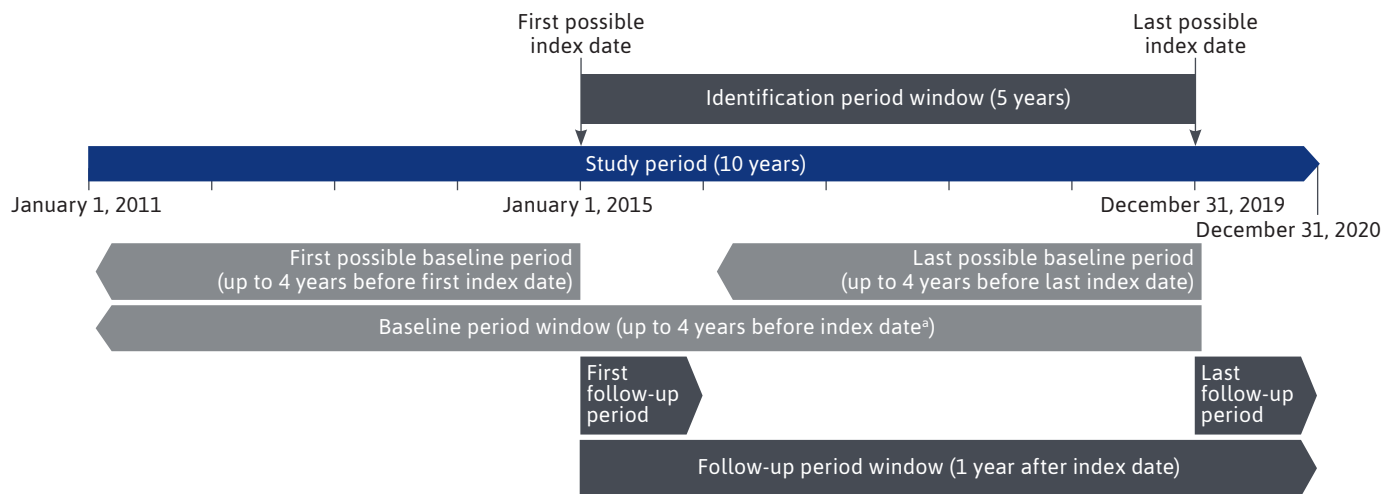 First possible
index date
Last possible
index date
Identification period window (5 years)
Study period (10 years)
January 1, 2011
January 1, 2015
December 31, 2019
December 31, 2020
First possible baseline period
(up to 4 years before first index date)
Last possible baseline period
(up to 4 years before last index date)
Baseline period window (up to 4 years before index dateª)
First
follow-up
period
Last
follow-up
period
Follow-up period window (1 year after index date)